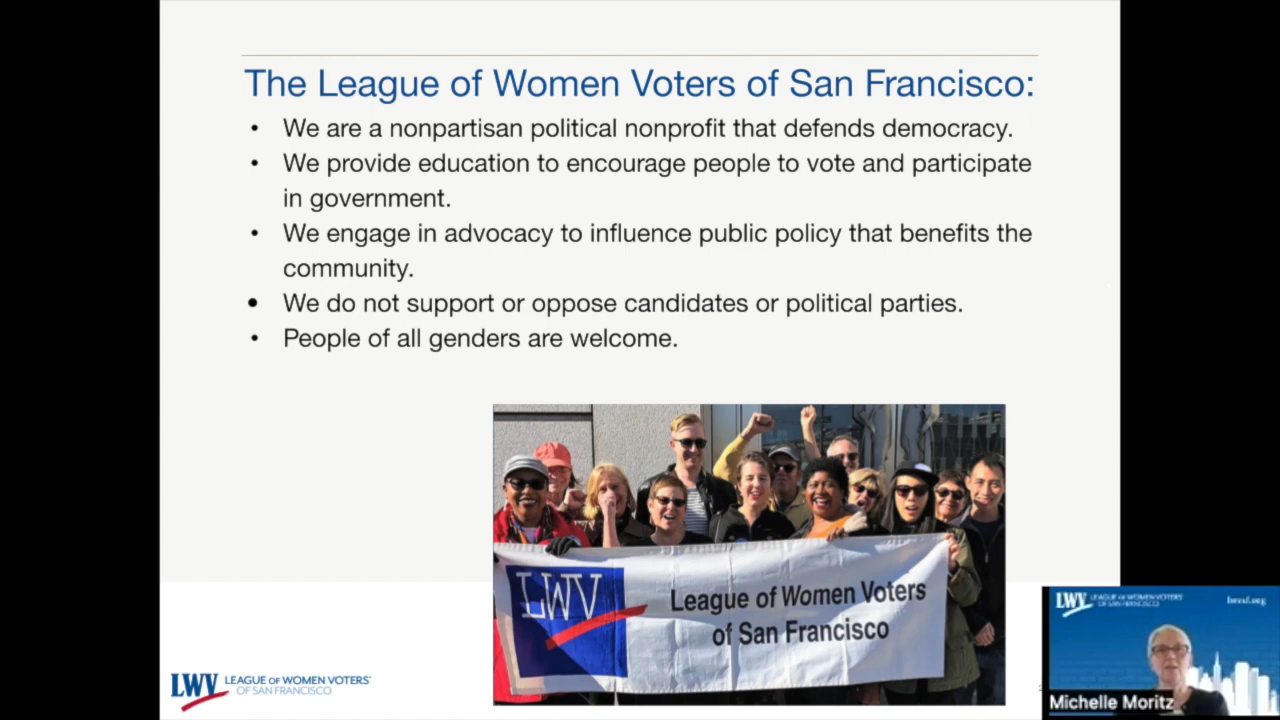 The League of Women Voters of San Francisco:
• We are a nonpartisan political nonprofit that defends democracy.
• We provide education to encourage people to vote and participate
in government.
• We engage in advocacy to influence public policy that benefits the
community.
• We do not support or oppose candidates or political parties.
• People of all genders are welcome.
LWV
League of Women Voters
of San Francisco
LWV LEAGUE OF WOMEN VOTERS®
OF SAN FRANCISCO
LWV LEAGUE OF WOMEN VOTERS®
OF SAN FRANCISCO
lwvsf.org
Michelle Moritz